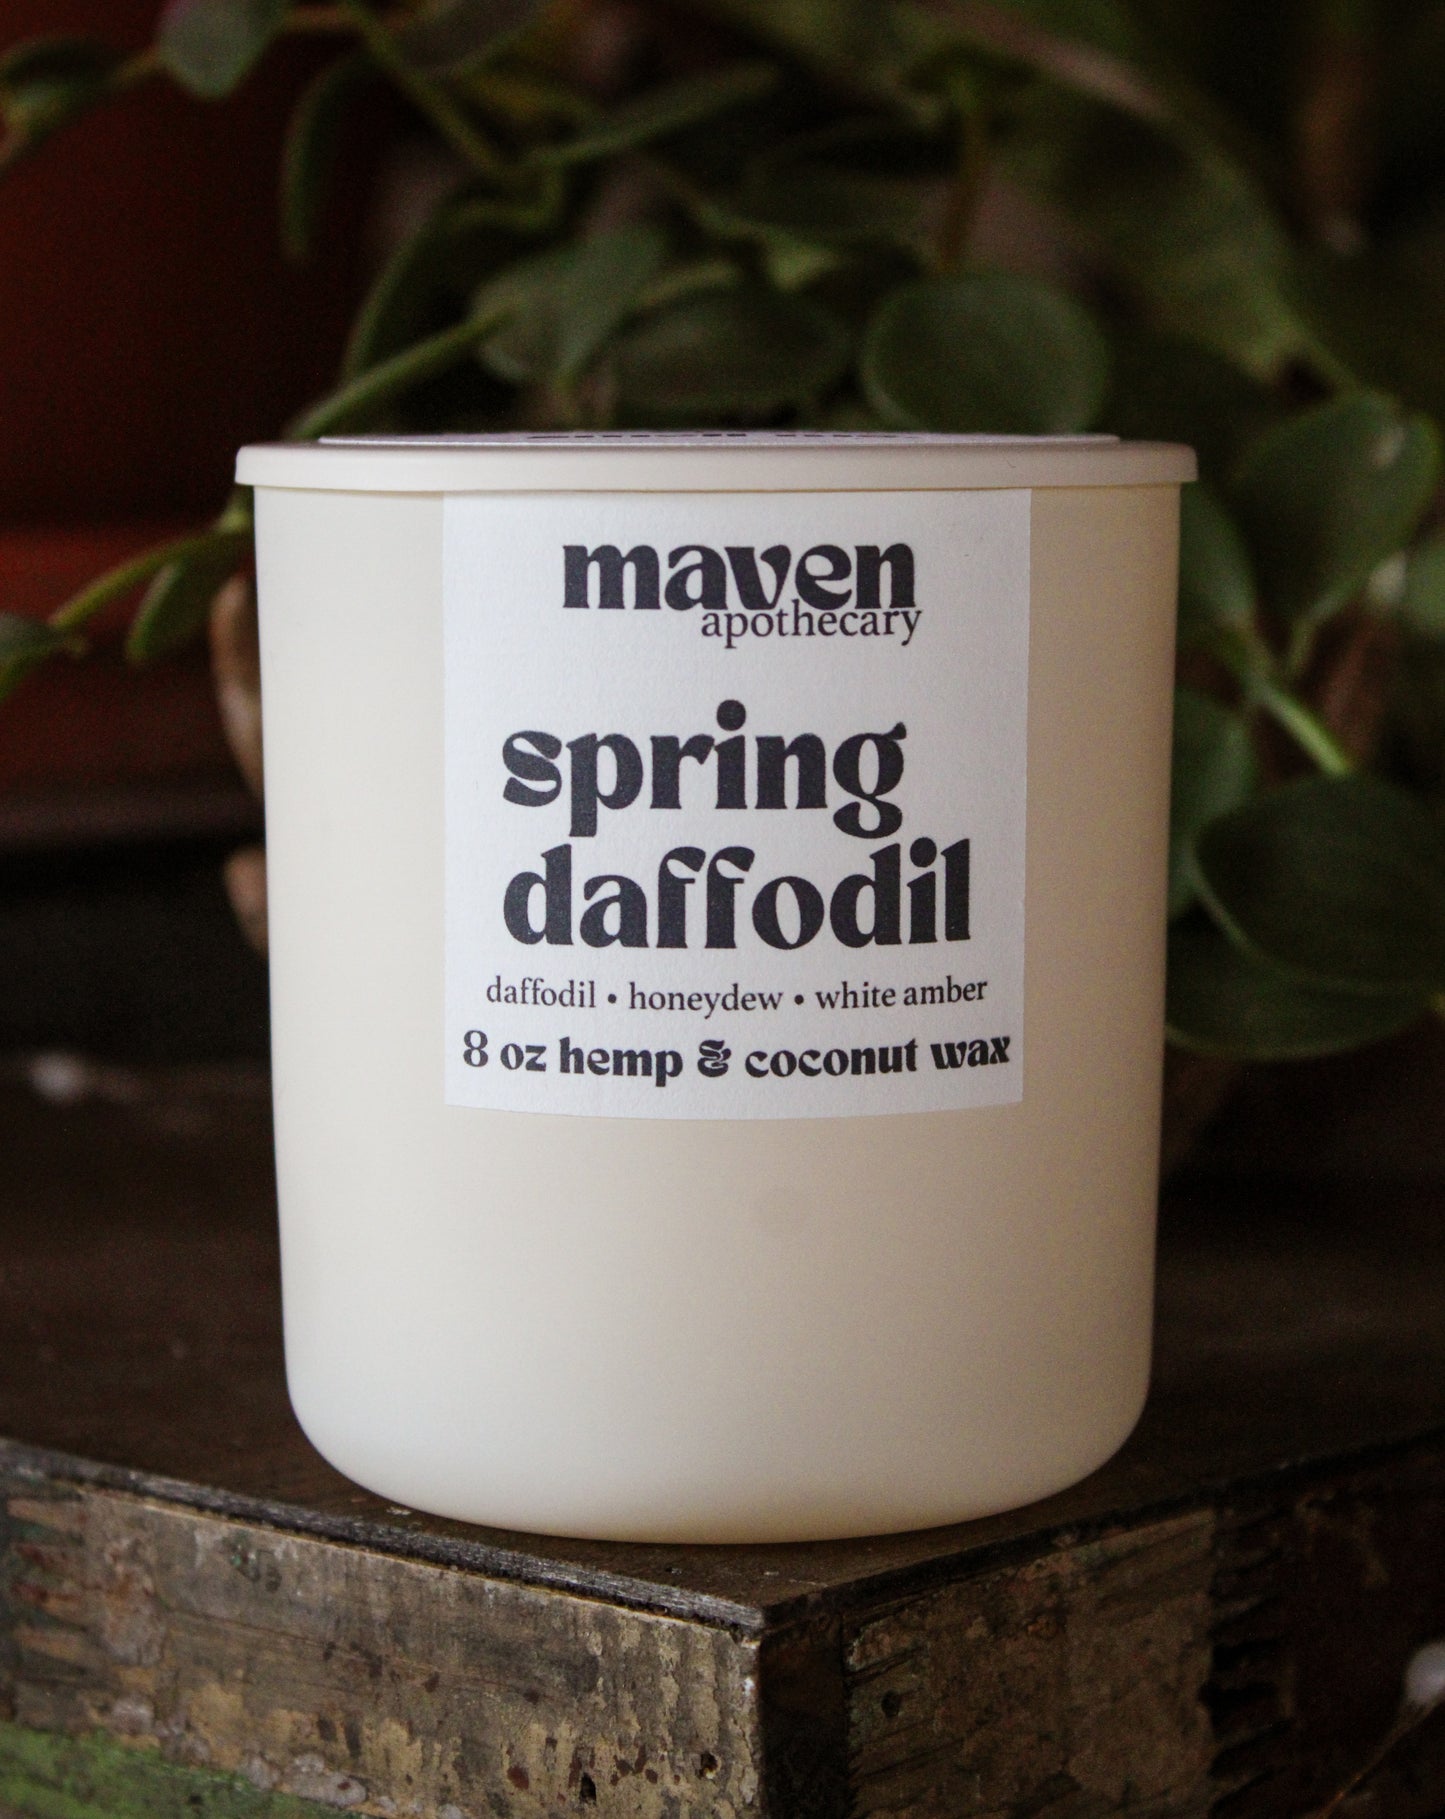 maven
apothecary
spring
daffodil
daffodil • honeydew • white amber
8 oz hemp & coconut wax